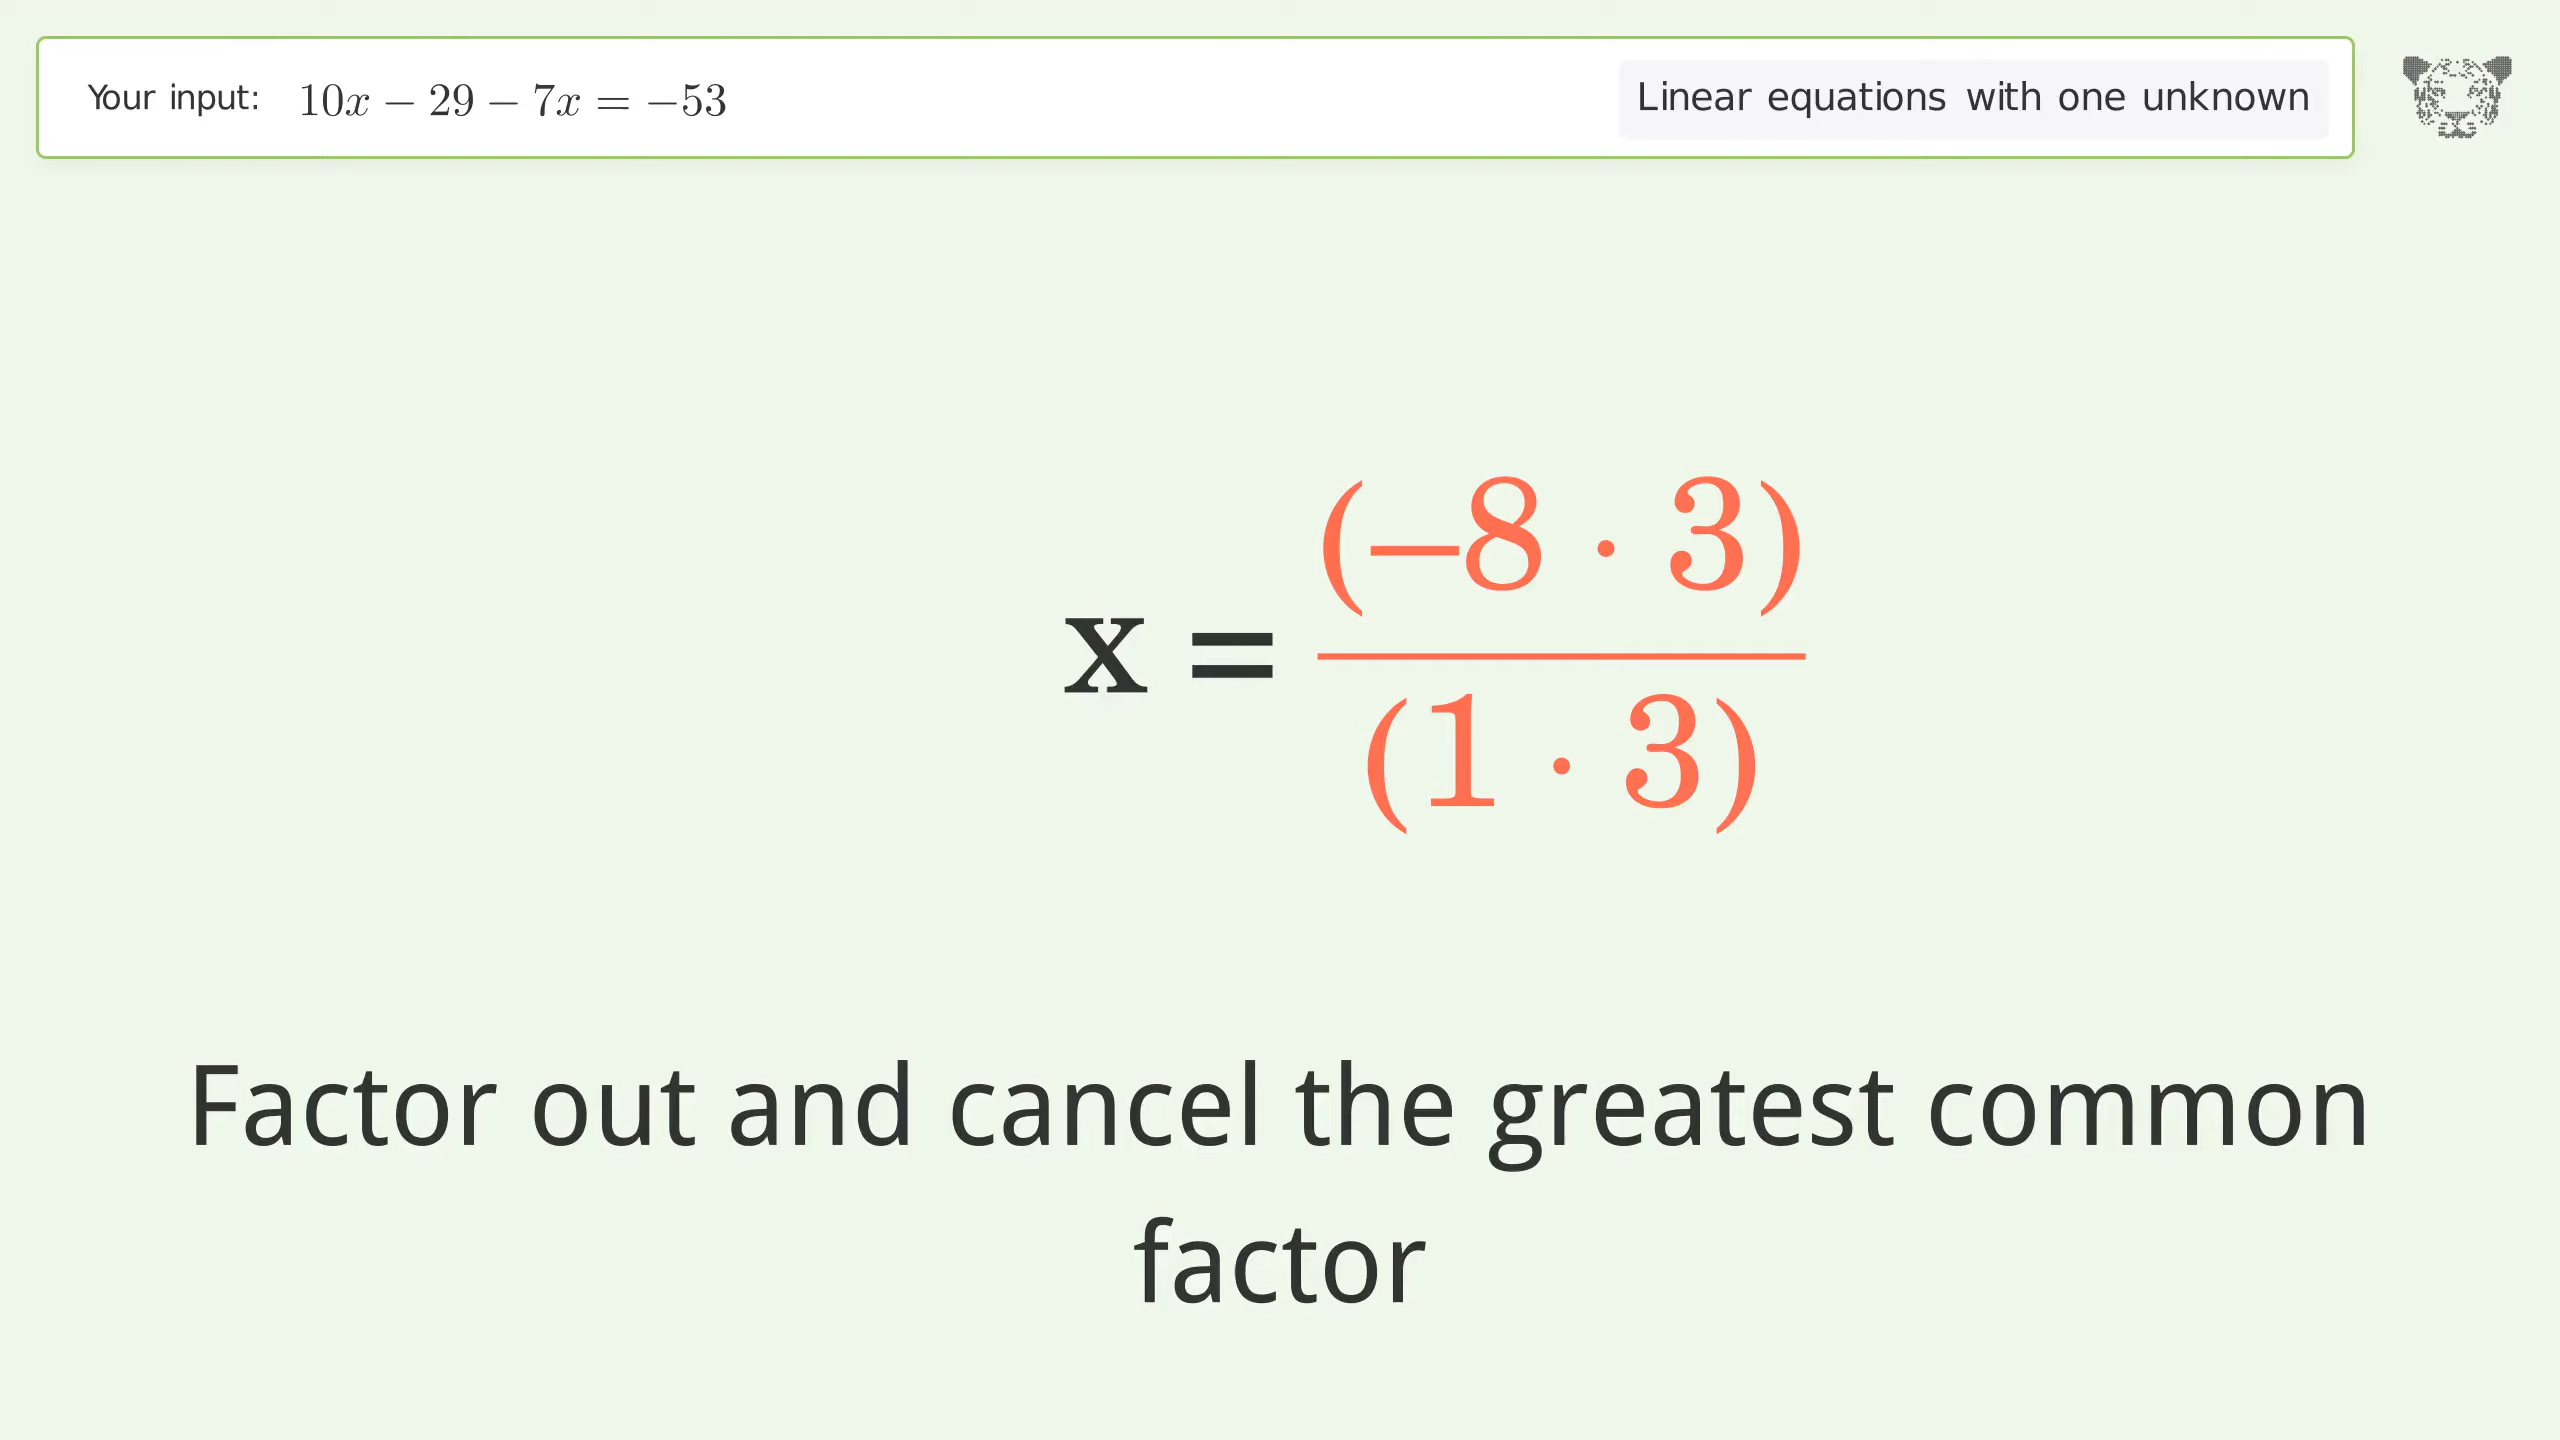 Your input: 10x − 29 − 7x = −53
Linear equations with one unknown
x = (−8 · 3) / (1 · 3)
Factor out and cancel the greatest common
factor